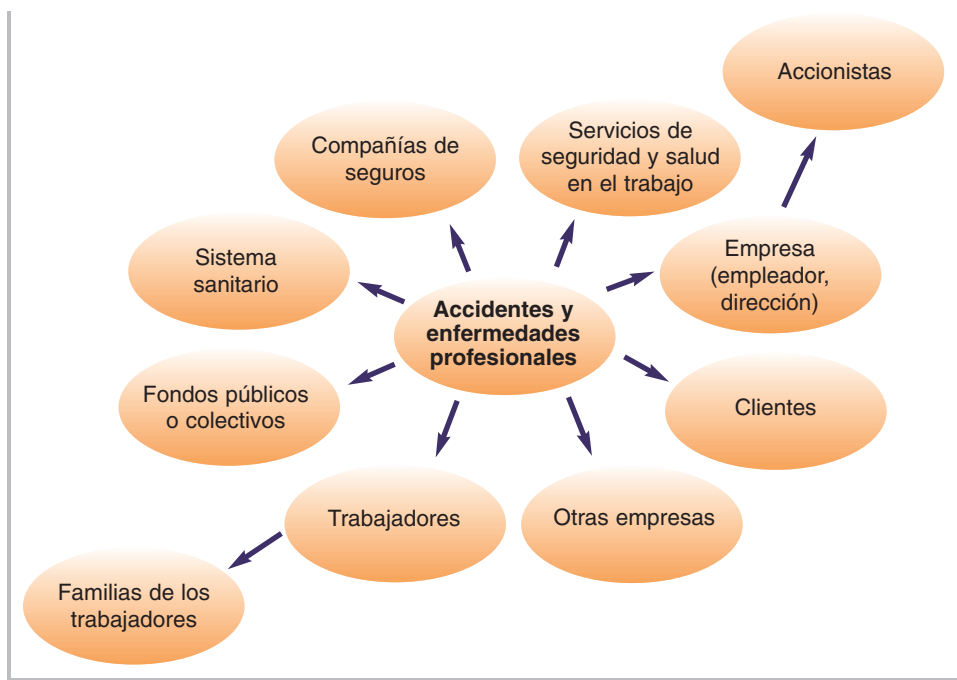 Accionistas
Compañías de
seguros
Servicios de
seguridad y salud
en el trabajo
Sistema
sanitario
Empresa
(empleador,
dirección)
Accidentes y
enfermedades
profesionales
Fondos públicos
o colectivos
Clientes
Trabajadores
Otras empresas
Familias de los
trabajadores